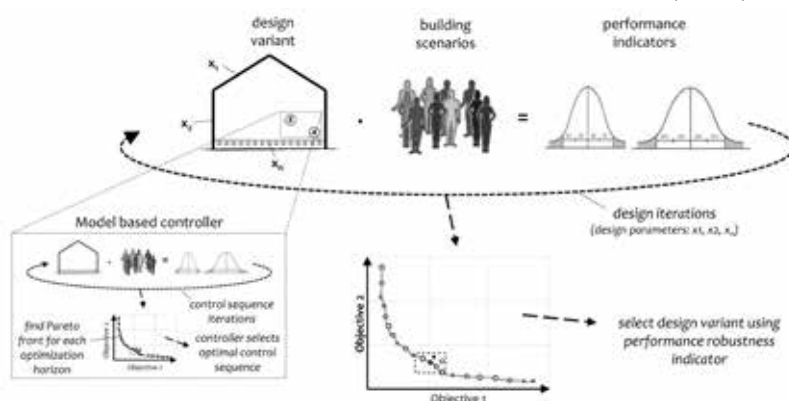 design
variant
building
scenarios
performance
indicators
x₁
x₂
xₙ
=
design iterations
(design parameters: x1, x2, xₙ)
Model based controller
=
control sequence
iterations
find Pareto
front for each
optimization
horizon
controller selects
optimal control
sequence
Objective 1
Objective 2
Objective 1
select design variant using
performance robustness
indicator